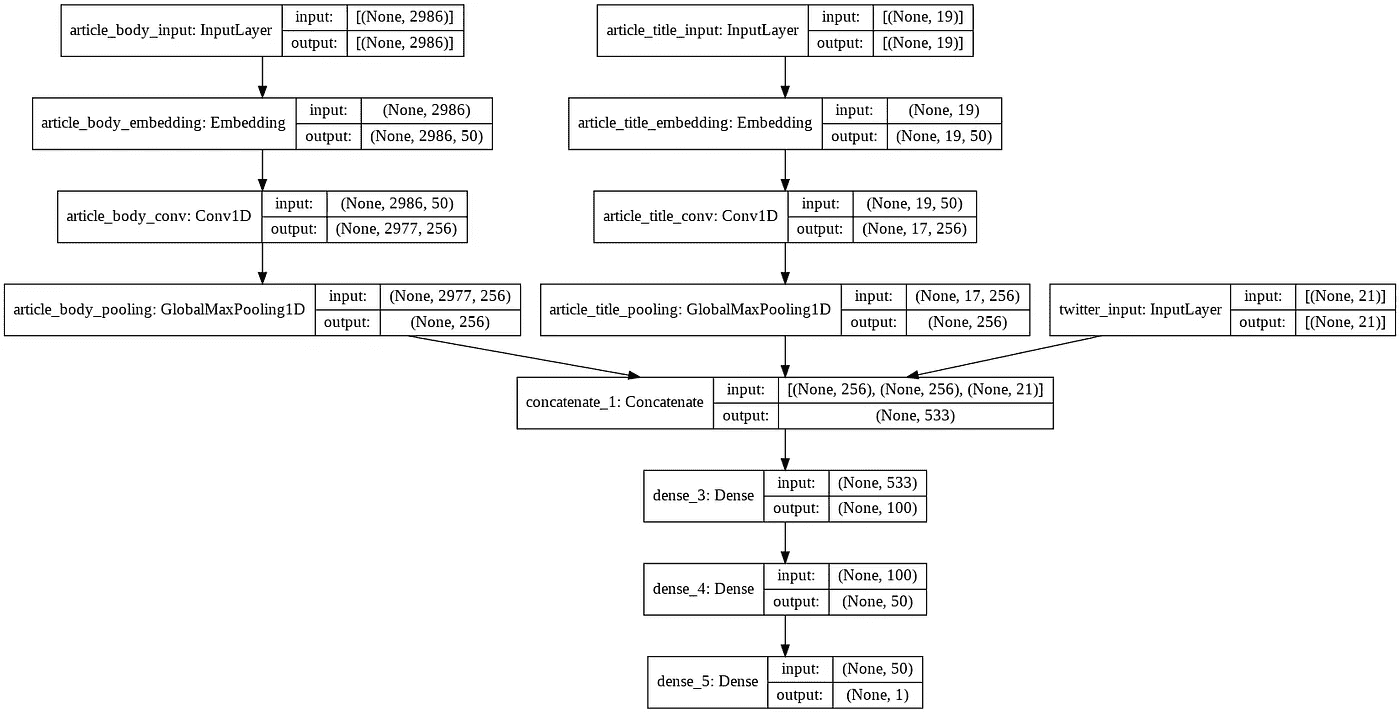 article_body_input: InputLayer
input: [(None, 2986)]
output: [(None, 2986)]
article_title_input: InputLayer
input: [(None, 19)]
output: [(None, 19)]
article_body_embedding: Embedding
input: (None, 2986)
output: (None, 2986, 50)
article_title_embedding: Embedding
input: (None, 19)
output: (None, 19, 50)
article_body_conv: Conv1D
input: (None, 2986, 50)
output: (None, 2977, 256)
article_title_conv: Conv1D
input: (None, 19, 50)
output: (None, 17, 256)
article_body_pooling: GlobalMaxPooling1D
input: (None, 2977, 256)
output: (None, 256)
article_title_pooling: GlobalMaxPooling1D
input: (None, 17, 256)
output: (None, 256)
twitter_input: InputLayer
input: [(None, 21)]
output: [(None, 21)]
concatenate_1: Concatenate
input: [(None, 256), (None, 256), (None, 21)]
output: (None, 533)
dense_3: Dense
input: (None, 533)
output: (None, 100)
dense_4: Dense
input: (None, 100)
output: (None, 50)
dense_5: Dense
input: (None, 50)
output: (None, 1)